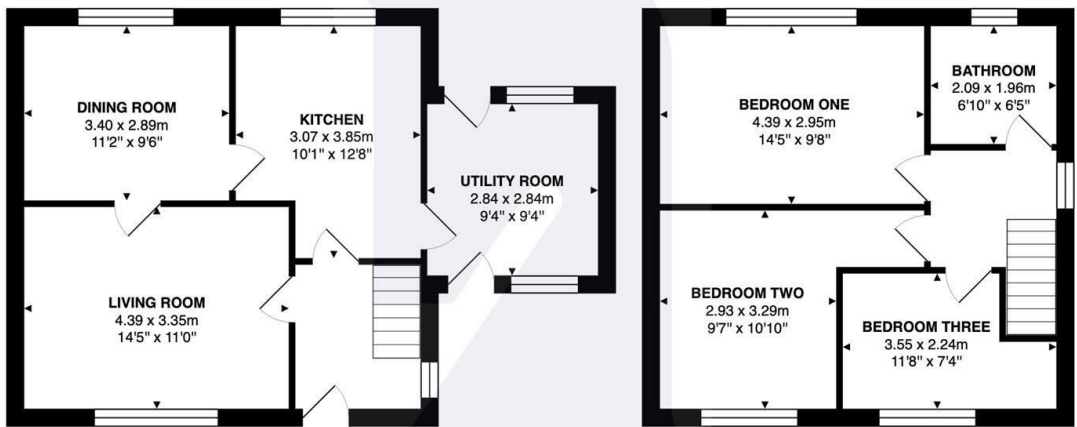 DINING ROOM
3.40 x 2.89m
11'2" x 9'6"
KITCHEN
3.07 x 3.85m
10'1" x 12'8"
UTILITY ROOM
2.84 x 2.84m
9'4" x 9'4"
LIVING ROOM
4.39 x 3.35m
14'5" x 11'0"
BEDROOM ONE
4.39 x 2.95m
14'5" x 9'8"
BATHROOM
2.09 x 1.96m
6'10" x 6'5"
BEDROOM TWO
2.93 x 3.29m
9'7" x 10'10"
BEDROOM THREE
3.55 x 2.24m
11'8" x 7'4"